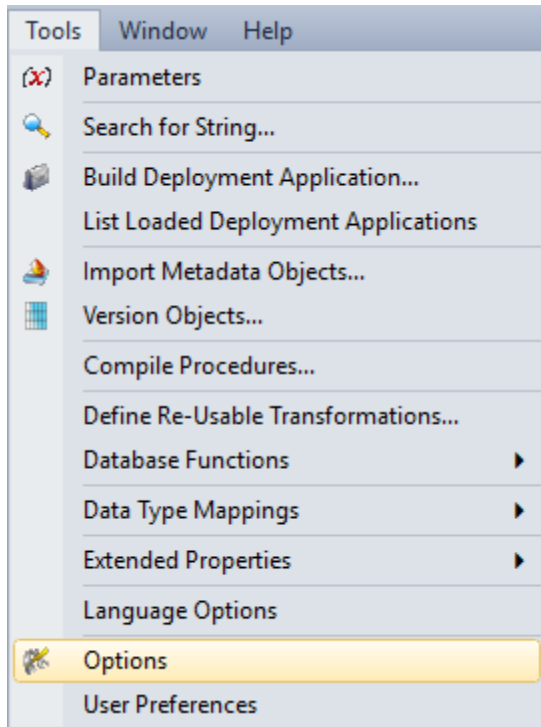 Tools Window Help
(x) Parameters
Search for String...
Build Deployment Application...
List Loaded Deployment Applications
Import Metadata Objects...
Version Objects...
Compile Procedures...
Define Re-Usable Transformations...
Database Functions
Data Type Mappings
Extended Properties
Language Options
Options
User Preferences